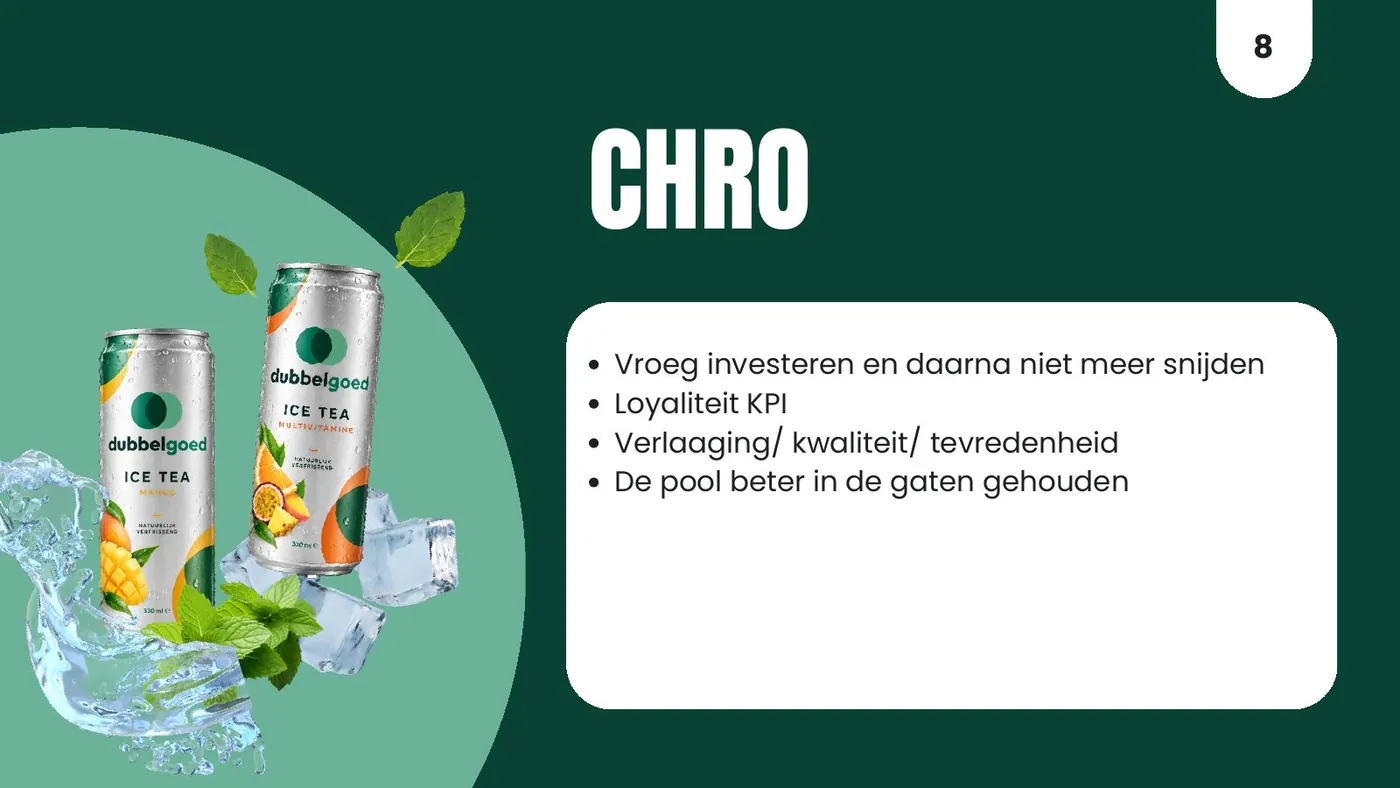 8
CHRO
• Vroeg investeren en daarna niet meer snijden
• Loyaliteit KPI
• Verlaaging/ kwaliteit/ tevredenheid
• De pool beter in de gaten gehouden
dubbelgoed
ICE TEA
MULTIVITAMINE
NATUURLIJK
VERFRISSEND
330 ml e
dubbelgoed
ICE TEA
MANGO
NATUURLIJK
VERFRISSEND
330 ml e